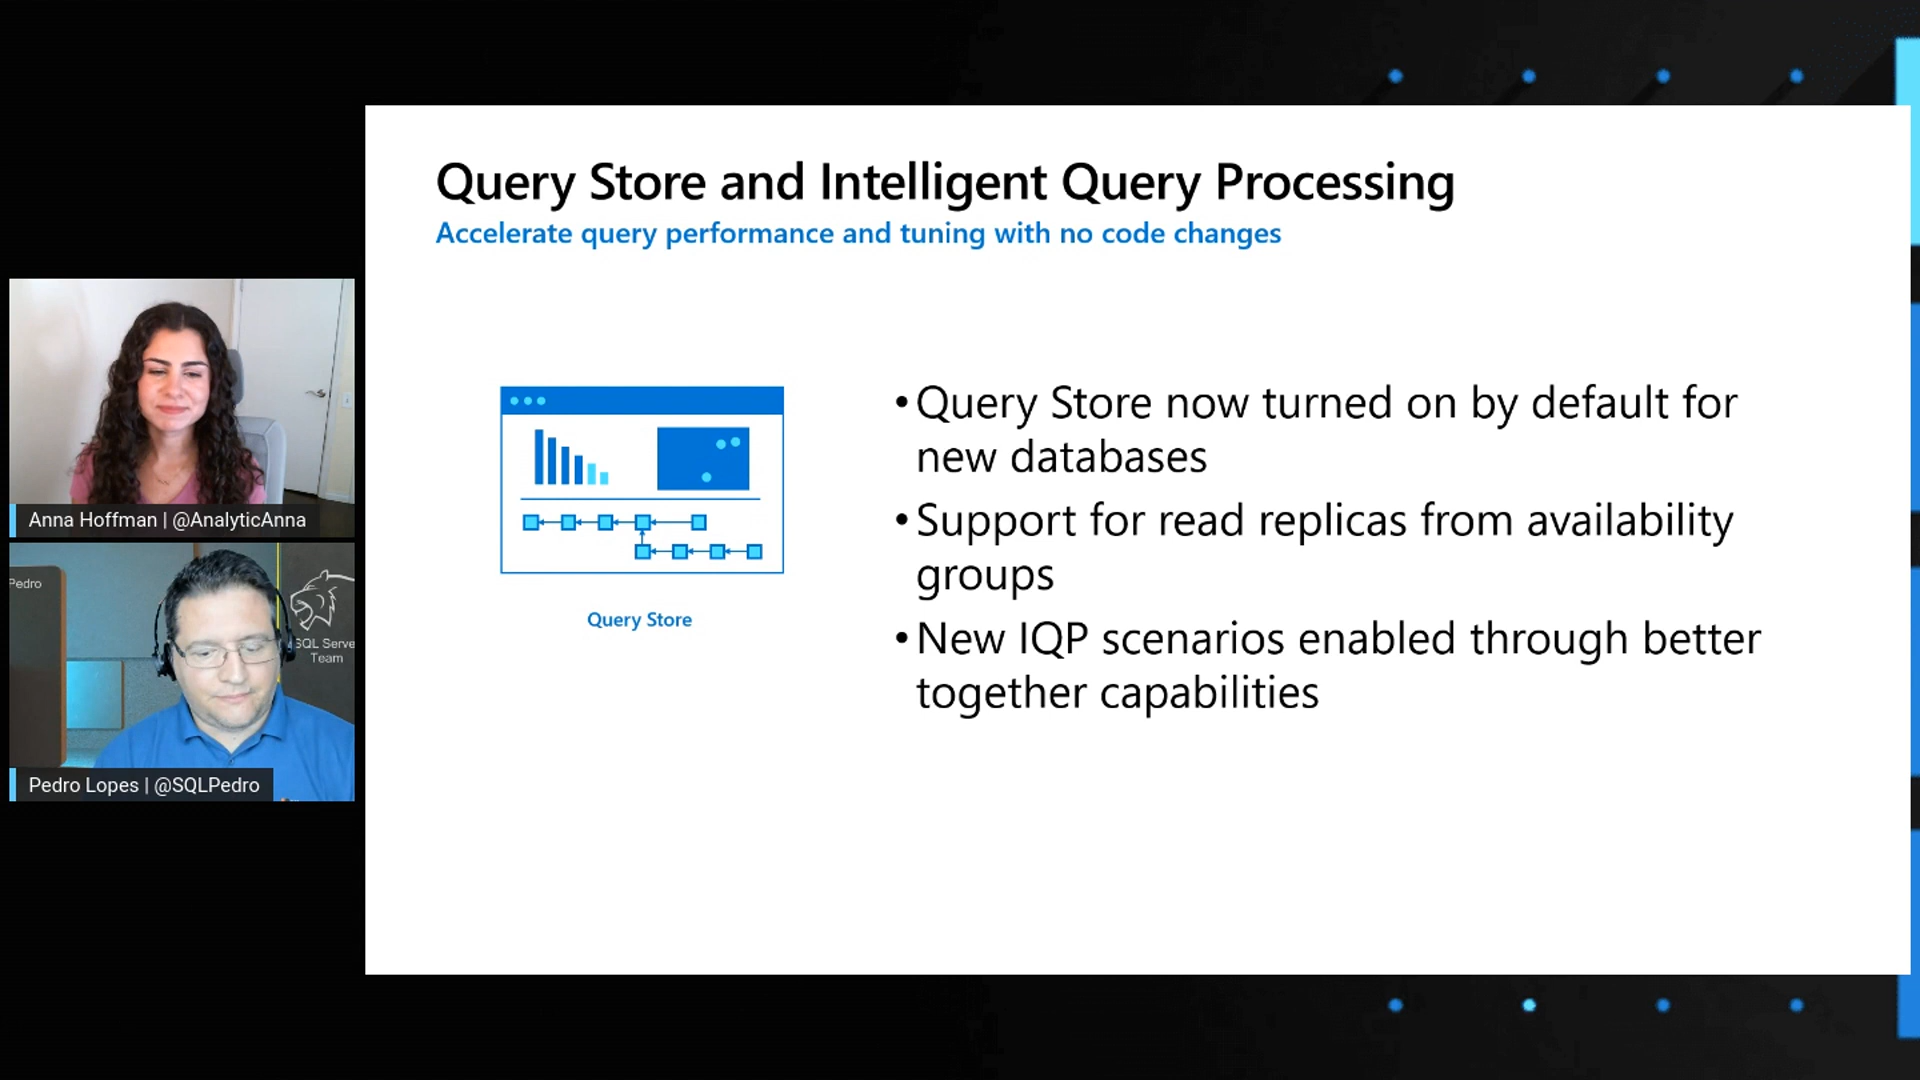 Query Store and Intelligent Query Processing
Accelerate query performance and tuning with no code changes
Query Store
•Query Store now turned on by default for
new databases
•Support for read replicas from availability
groups
•New IQP scenarios enabled through better
together capabilities
Anna Hoffman | @AnalyticAnna
Pedro
SQL Serve
Team
Pedro Lopes | @SQLPedro